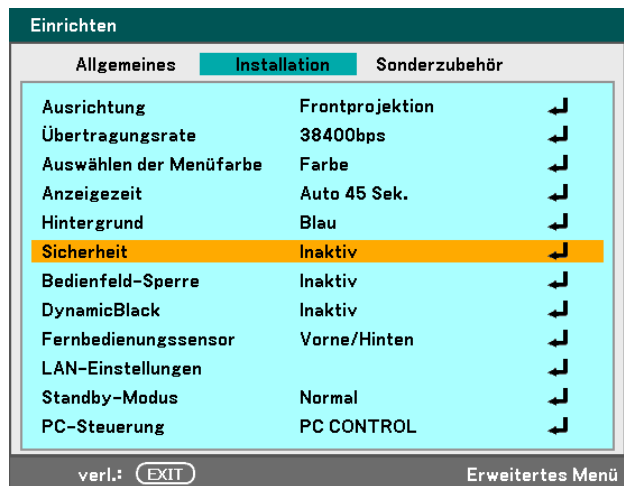 Einrichten
Allgemeines Installation Sonderzubehör
Ausrichtung Frontprojektion
Übertragungsrate 38400bps
Auswählen der Menüfarbe Farbe
Anzeigezeit Auto 45 Sek.
Hintergrund Blau
Sicherheit Inaktiv
Bedienfeld-Sperre Inaktiv
DynamicBlack Inaktiv
Fernbedienungssensor Vorne/Hinten
LAN-Einstellungen
Standby-Modus Normal
PC-Steuerung PC CONTROL
verl.: EXIT Erweitertes Menü